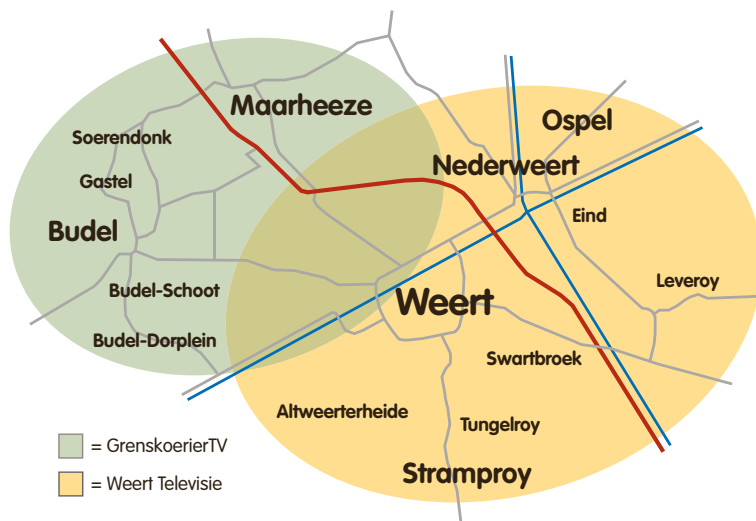 Maarheeze
Ospel
Soerendonk
Nederweert
Gastel
Eind
Budel
Leveroy
Budel-Schoot
Weert
Budel-Dorplein
Swartbroek
Altweerterheide
Tungelroy
= GrenskoerierTV
Stramproy
= Weert Televisie